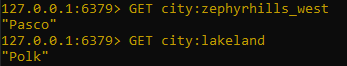 127.0.0.1:6379> GET city:zephyrhills_west
"Pasco"
127.0.0.1:6379> GET city:lakeland
"Polk"